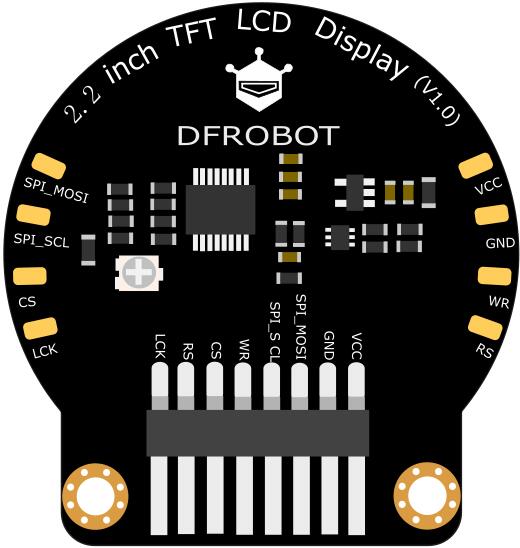 2.2 inch TFT LCD Display (V1.0)
DFROBOT
SPI_MOSI
VCC
SPI_SCL
GND
CS
WR
LCK
RS
LCK
RS
CS
WR
SPI_S CL
SPI_MOSI
GND
VCC